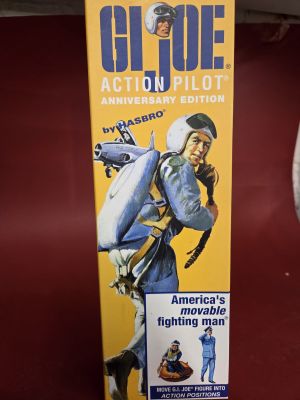 GI JOE®
ACTION PILOT®
ANNIVERSARY EDITION
by HASBRO®
America's
movable
fighting man®
MOVE G.I. JOE® FIGURE INTO
ACTION POSITIONS